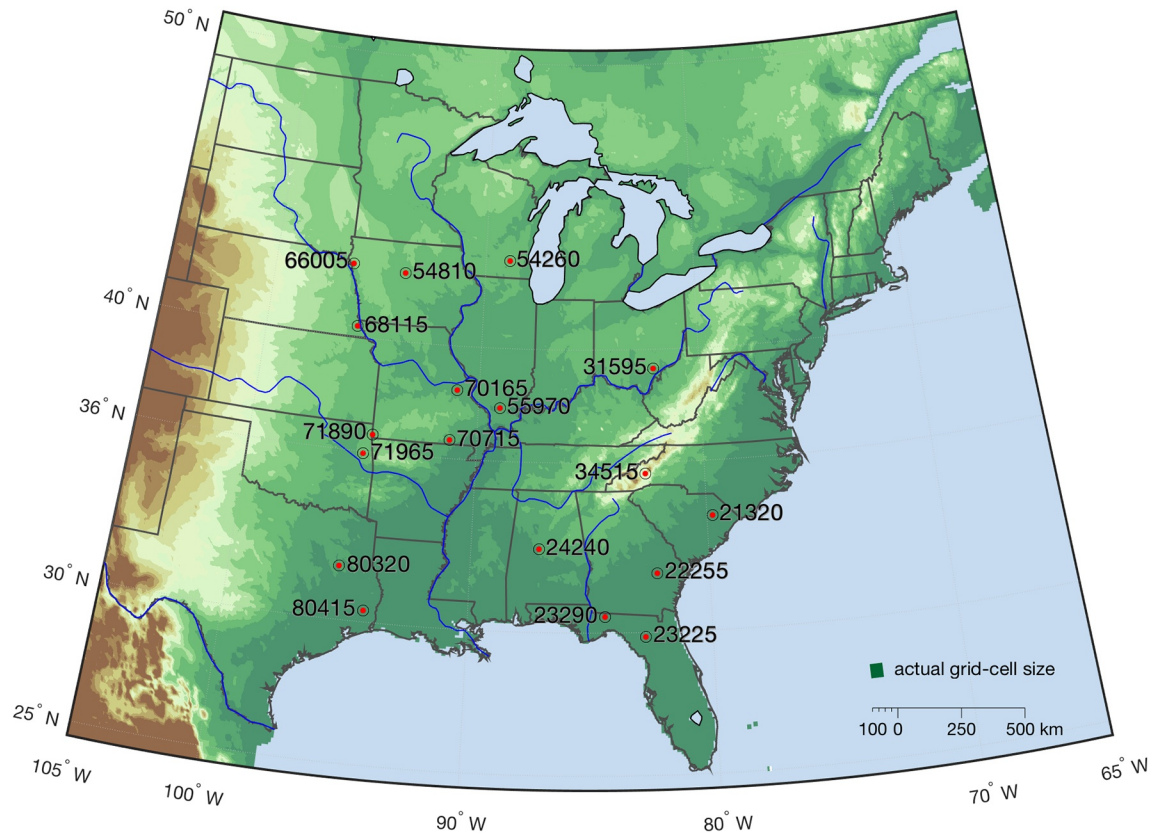 50° N
66005
54810
54260
40° N
68115
31595
70165
55970
36° N
71890
70715
71965
34515
21320
24240
80320
22255
30° N
80415
23290
23225
actual grid-cell size
100 0 250 500 km
25° N
105° W
65° W
100° W
70° W
90° W
80° W